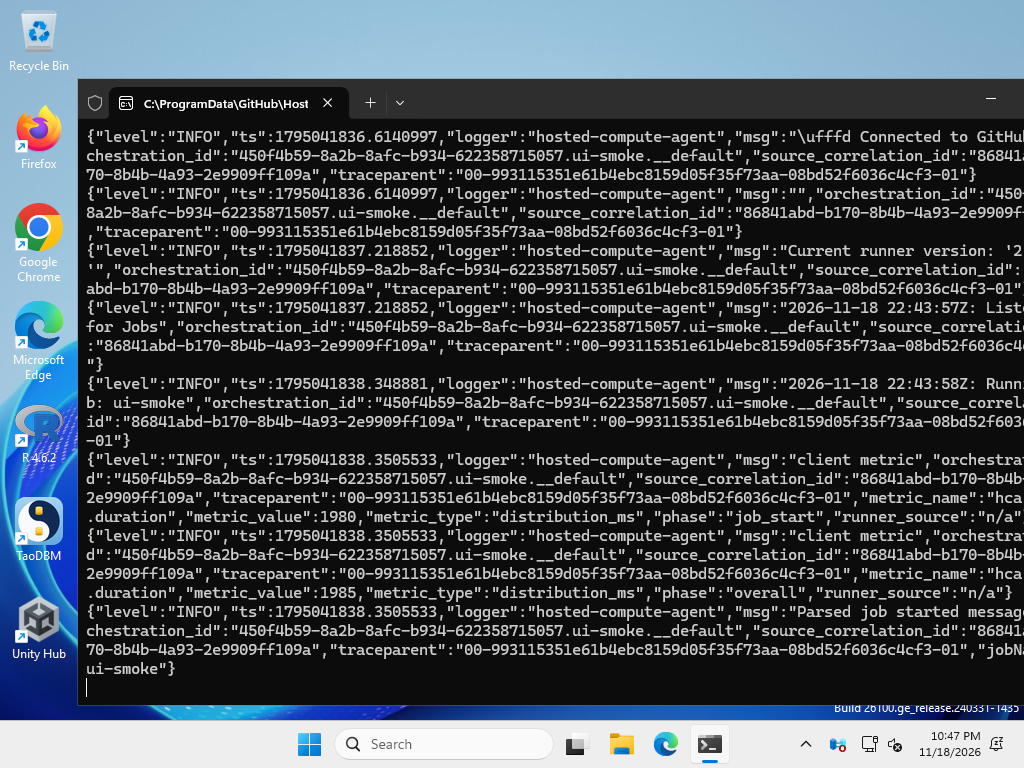 Recycle Bin
Firefox
Google
Chrome
Microsoft
Edge
R 4.6.2
TaoDBM
Unity Hub
C:\ProgramData\GitHub\Host
{"level":"INFO","ts":1795041836.6140997,"logger":"hosted-compute-agent","msg":"\ufffd Connected to GitHub
chestration_id":"450f4b59-8a2b-8afc-b934-622358715057.ui-smoke.__default","source_correlation_id":"86841a
70-8b4b-4a93-2e9909ff109a","traceparent":"00-993115351e61b4ebc8159d05f35f73aa-08bd52f6036c4cf3-01"}
{"level":"INFO","ts":1795041836.6140997,"logger":"hosted-compute-agent","msg":"","orchestration_id":"450
8a2b-8afc-b934-622358715057.ui-smoke.__default","source_correlation_id":"86841abd-b170-8b4b-4a93-2e9909ff
,"traceparent":"00-993115351e61b4ebc8159d05f35f73aa-08bd52f6036c4cf3-01"}
{"level":"INFO","ts":1795041837.218852,"logger":"hosted-compute-agent","msg":"Current runner version: '2
'","orchestration_id":"450f4b59-8a2b-8afc-b934-622358715057.ui-smoke.__default","source_correlation_id":
abd-b170-8b4b-4a93-2e9909ff109a","traceparent":"00-993115351e61b4ebc8159d05f35f73aa-08bd52f6036c4cf3-01"
{"level":"INFO","ts":1795041837.218852,"logger":"hosted-compute-agent","msg":"2026-11-18 22:43:57Z: List
for Jobs","orchestration_id":"450f4b59-8a2b-8afc-b934-622358715057.ui-smoke.__default","source_correlatio
:"86841abd-b170-8b4b-4a93-2e9909ff109a","traceparent":"00-993115351e61b4ebc8159d05f35f73aa-08bd52f6036c4c
"}
{"level":"INFO","ts":1795041838.348881,"logger":"hosted-compute-agent","msg":"2026-11-18 22:43:58Z: Runni
b: ui-smoke","orchestration_id":"450f4b59-8a2b-8afc-b934-622358715057.ui-smoke.__default","source_correla
id":"86841abd-b170-8b4b-4a93-2e9909ff109a","traceparent":"00-993115351e61b4ebc8159d05f35f73aa-08bd52f6036
-01"}
{"level":"INFO","ts":1795041838.3505533,"logger":"hosted-compute-agent","msg":"client metric","orchestrat
d":"450f4b59-8a2b-8afc-b934-622358715057.ui-smoke.__default","source_correlation_id":"86841abd-b170-8b4b-
2e9909ff109a","traceparent":"00-993115351e61b4ebc8159d05f35f73aa-08bd52f6036c4cf3-01","metric_name":"hca
.duration","metric_value":1980,"metric_type":"distribution_ms","phase":"job_start","runner_source":"n/a"
{"level":"INFO","ts":1795041838.3505533,"logger":"hosted-compute-agent","msg":"client metric","orchestrat
d":"450f4b59-8a2b-8afc-b934-622358715057.ui-smoke.__default","source_correlation_id":"86841abd-b170-8b4b-
2e9909ff109a","traceparent":"00-993115351e61b4ebc8159d05f35f73aa-08bd52f6036c4cf3-01","metric_name":"hca
.duration","metric_value":1985,"metric_type":"distribution_ms","phase":"overall","runner_source":"n/a"}
{"level":"INFO","ts":1795041838.3505533,"logger":"hosted-compute-agent","msg":"Parsed job started message
chestration_id":"450f4b59-8a2b-8afc-b934-622358715057.ui-smoke.__default","source_correlation_id":"86841a
70-8b4b-4a93-2e9909ff109a","traceparent":"00-993115351e61b4ebc8159d05f35f73aa-08bd52f6036c4cf3-01","jobNa
ui-smoke"}
Build 26100.ge_release.240331-1435
Search
10:47 PM
11/18/2026